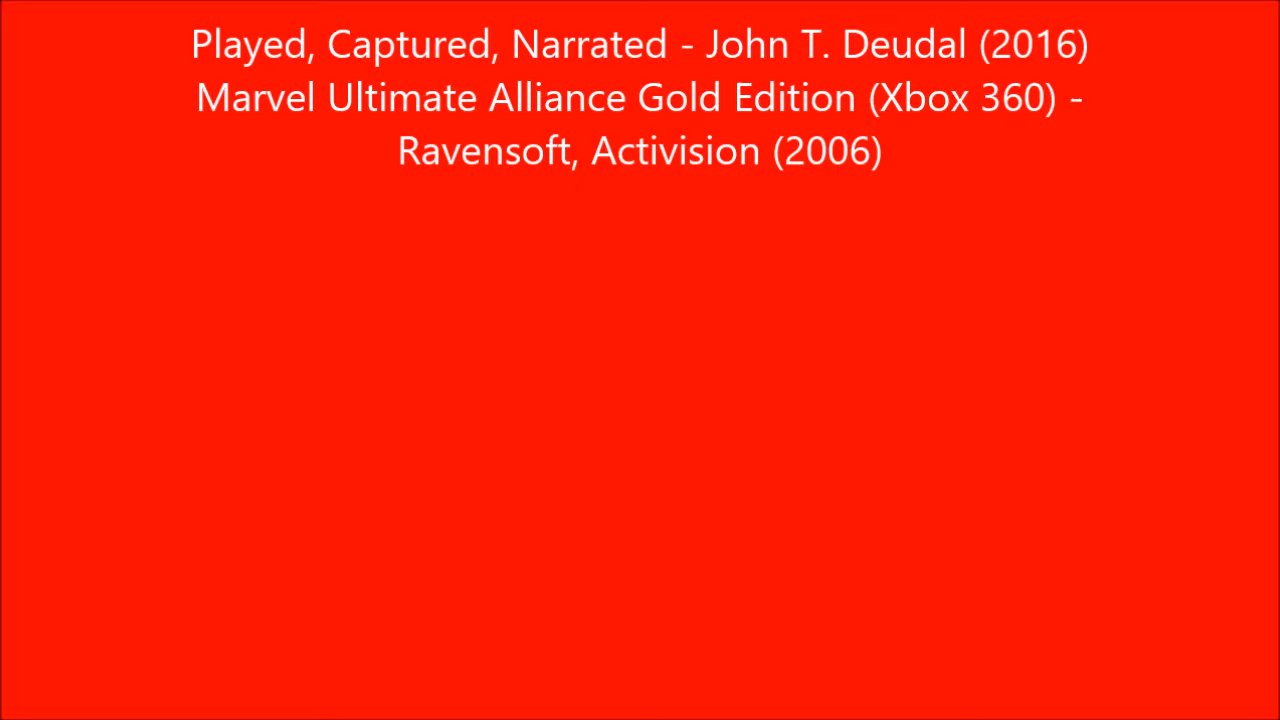 Played, Captured, Narrated - John T. Deudal (2016)
Marvel Ultimate Alliance Gold Edition (Xbox 360) -
Ravensoft, Activision (2006)